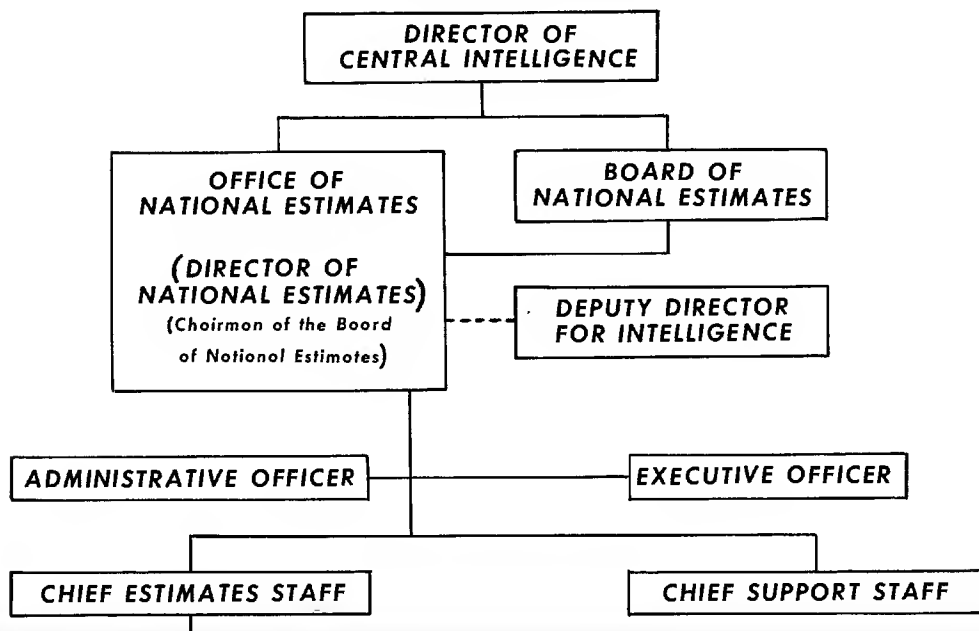 DIRECTOR OF
CENTRAL INTELLIGENCE
OFFICE OF
NATIONAL ESTIMATES
(DIRECTOR OF
NATIONAL ESTIMATES)
(Choirmon of the Boord
of Notionol Estimotes)
BOARD OF
NATIONAL ESTIMATES
DEPUTY DIRECTOR
FOR INTELLIGENCE
ADMINISTRATIVE OFFICER
EXECUTIVE OFFICER
CHIEF ESTIMATES STAFF
CHIEF SUPPORT STAFF